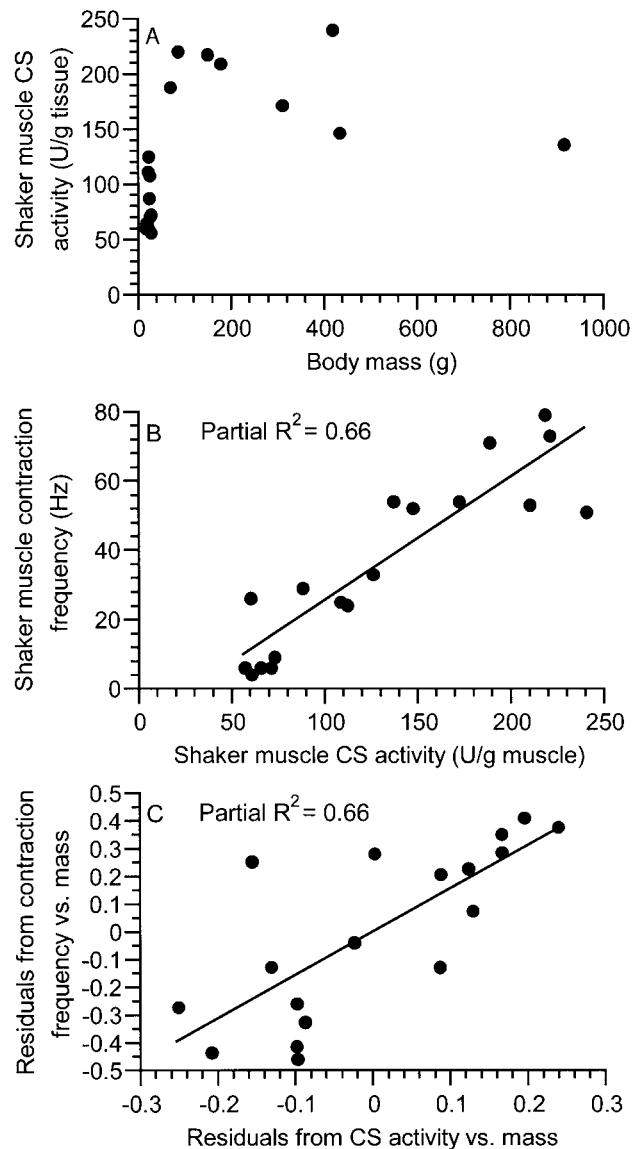 A
Shaker muscle CS
activity (U/g tissue)
250
200
150
100
50
0
0 200 400 600 800 1000
Body mass (g)
B Partial R² = 0.66
Shaker muscle contraction
frequency (Hz)
80
60
40
20
0
0 50 100 150 200 250
Shaker muscle CS activity (U/g muscle)
C Partial R² = 0.66
Residuals from contraction
frequency vs. mass
0.5
0.4
0.3
0.2
0.1
0
-0.1
-0.2
-0.3
-0.4
-0.5
-0.3 -0.2 -0.1 0 0.1 0.2 0.3
Residuals from CS activity vs. mass